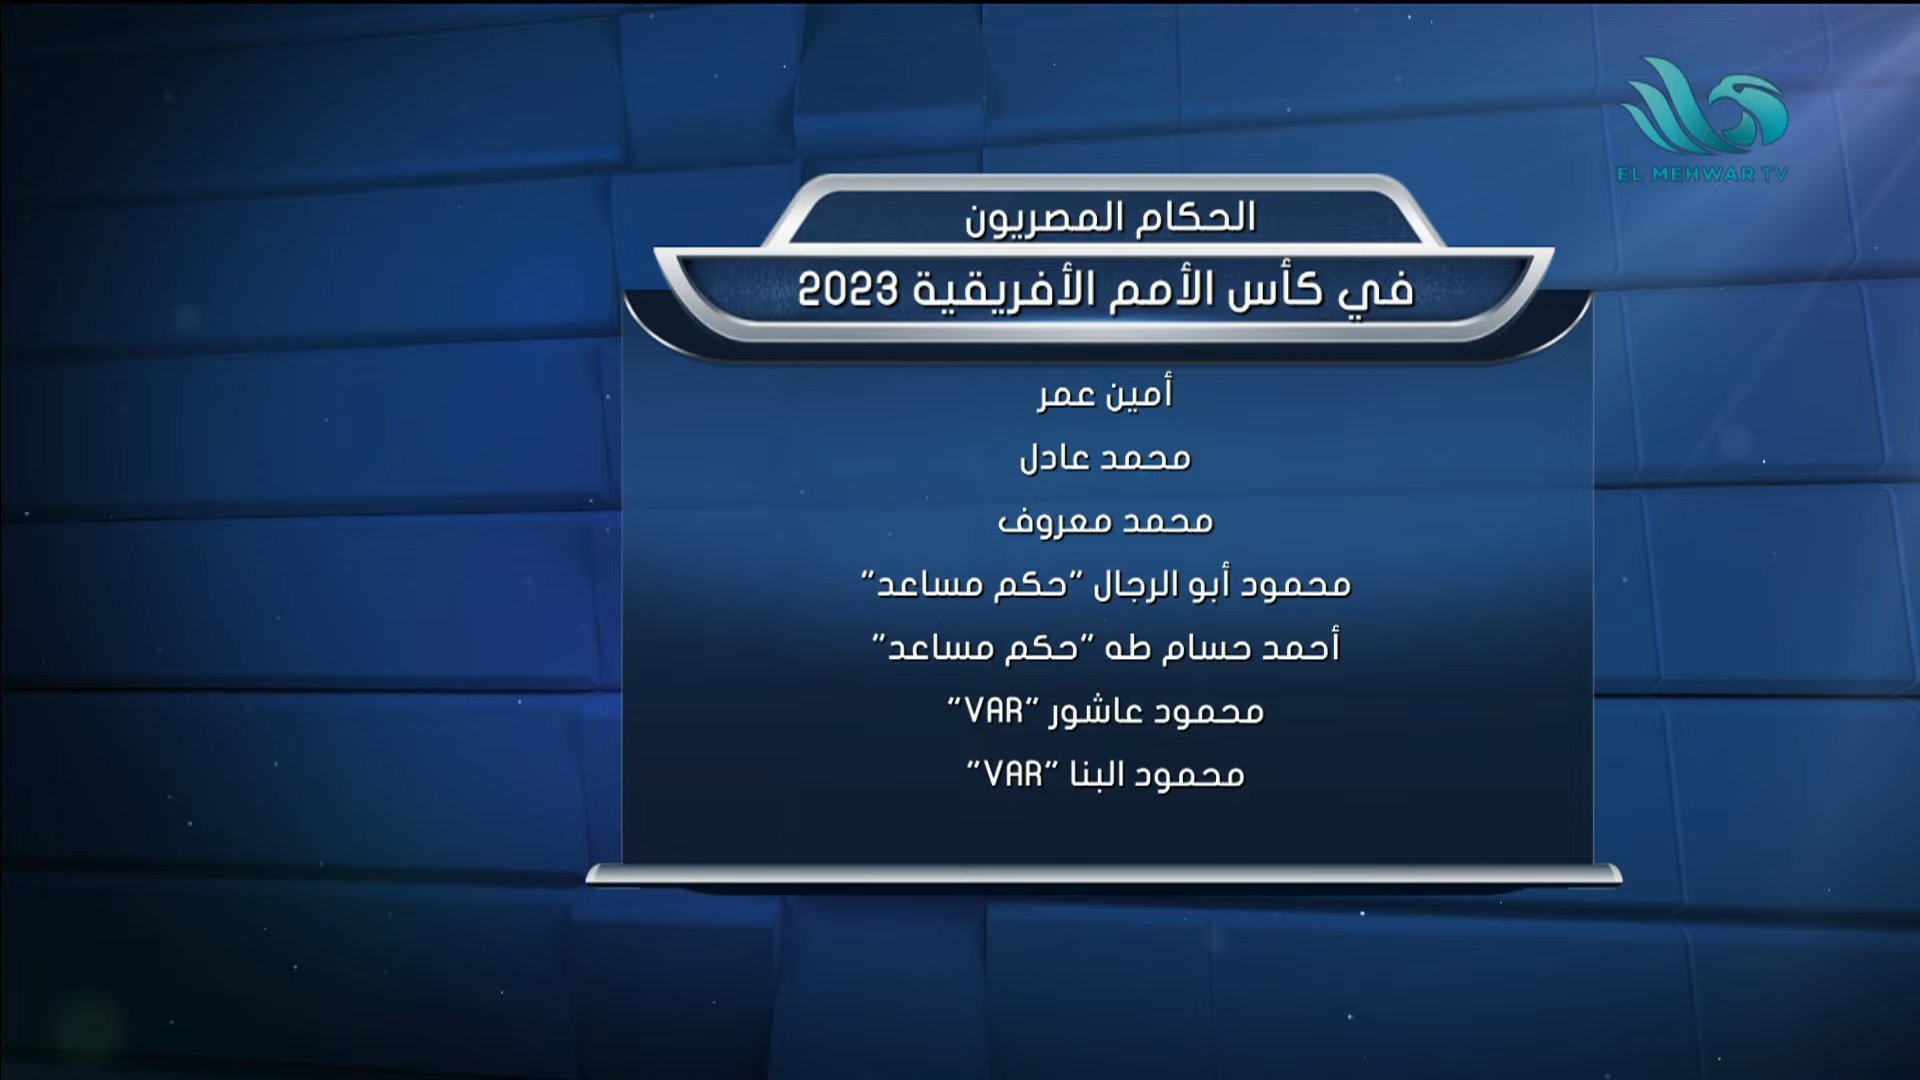 EL MEHWAR TV
الحكام المصريون
في كأس الأمم الأفريقية 2023
أمين عمر
محمد عادل
محمد معروف
محمود أبو الرجال "حكم مساعد"
أحمد حسام طه "حكم مساعد"
محمود عاشور "VAR"
محمود البنا "VAR"